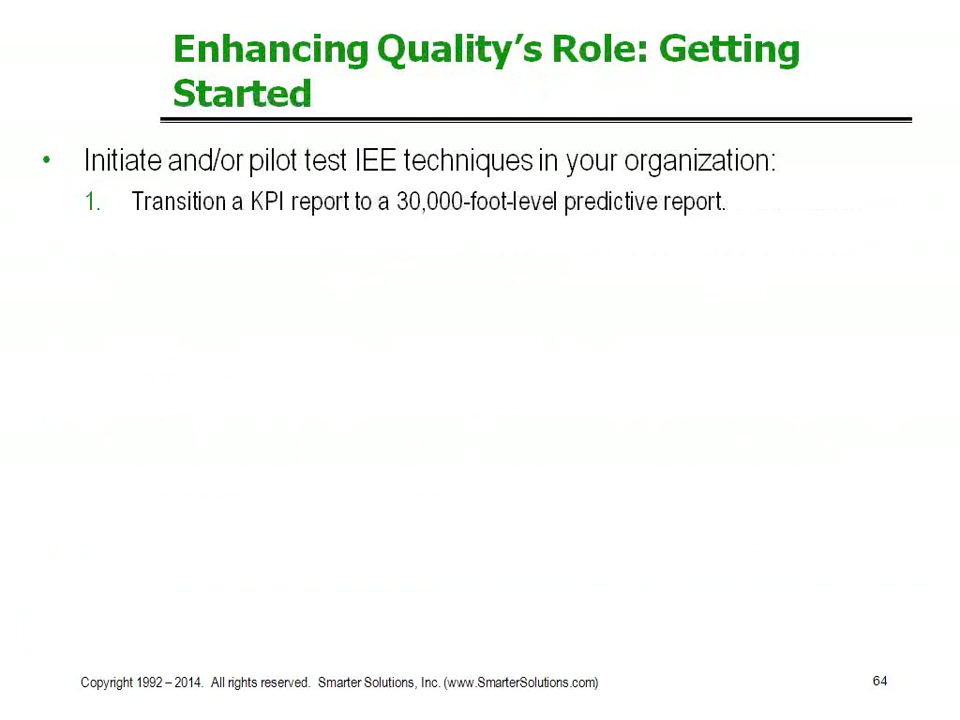 Enhancing Quality’s Role: Getting
Started
• Initiate and/or pilot test IEE techniques in your organization:
1. Transition a KPI report to a 30,000-foot-level predictive report.
Copyright 1992 – 2014. All rights reserved. Smarter Solutions, Inc. (www.SmarterSolutions.com)
64